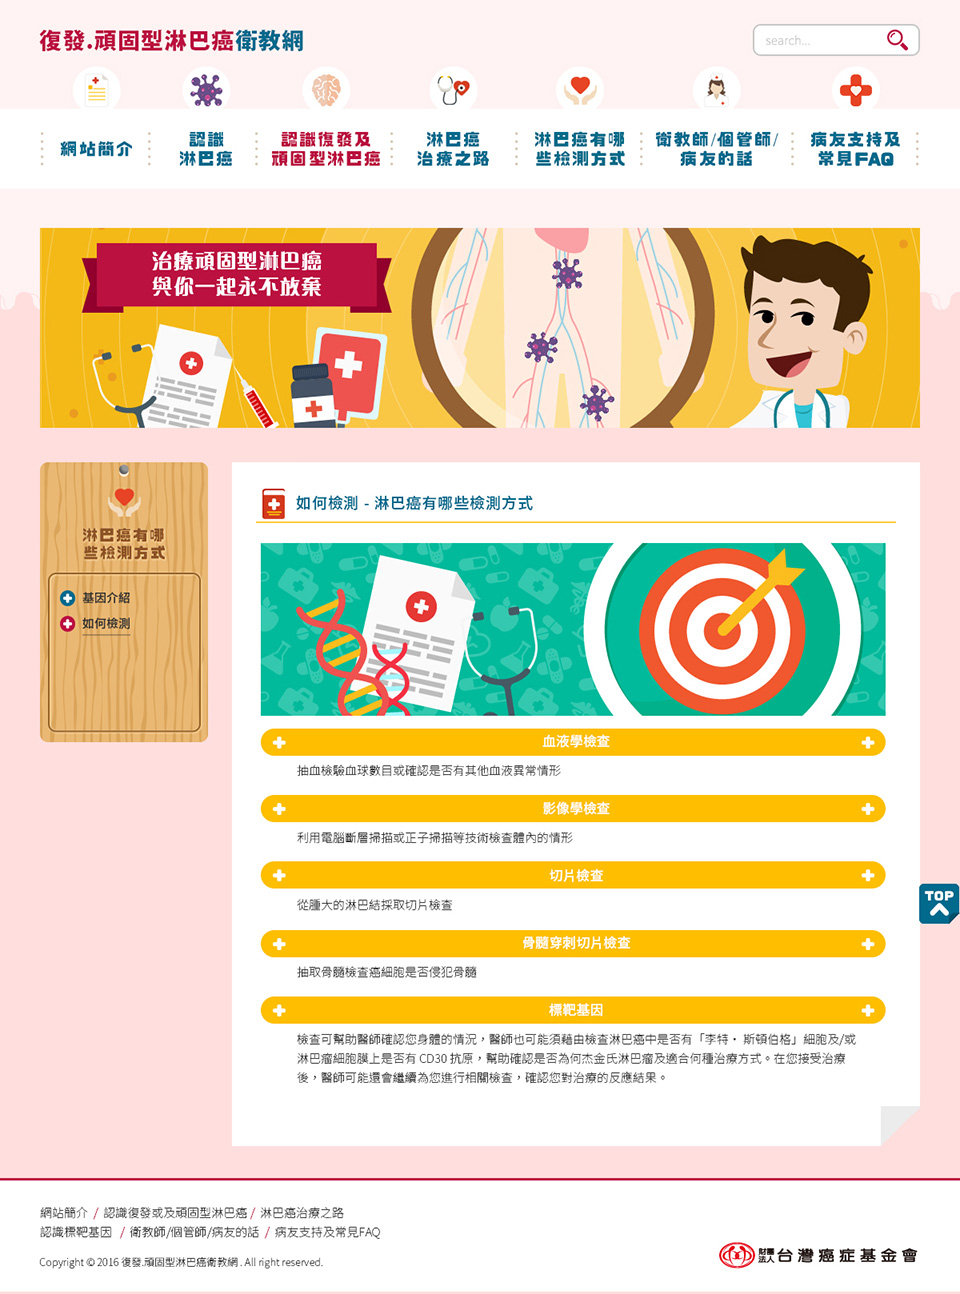 復發.頑固型淋巴癌衛教網
search...
網站簡介
認識
淋巴癌
認識復發及
頑固型淋巴癌
淋巴癌
治療之路
淋巴癌有哪
些檢測方式
衛教師/個管師/
病友的話
病友支持及
常見FAQ
治療頑固型淋巴癌
與你一起永不放棄
淋巴癌有哪
些檢測方式
基因介紹
如何檢測
如何檢測 - 淋巴癌有哪些檢測方式
血液學檢查
抽血檢驗血球數目或確認是否有其他血液異常情形
影像學檢查
利用電腦斷層掃描或正子掃描等技術檢查體內的情形
切片檢查
從腫大的淋巴結採取切片檢查
骨髓穿刺切片檢查
抽取骨髓檢查癌細胞是否侵犯骨髓
標靶基因
檢查可幫助醫師確認您身體的情況，醫師也可能須藉由檢查淋巴癌中是否有「李特・ 斯頓伯格」細胞及/或
淋巴瘤細胞膜上是否有 CD30 抗原，幫助確認是否為何杰金氏淋巴瘤及適合何種治療方式。在您接受治療
後，醫師可能還會繼續為您進行相關檢查，確認您對治療的反應結果。
TOP
網站簡介 / 認識復發或及頑固型淋巴癌 / 淋巴癌治療之路
認識標靶基因 / 衛教師/個管師/病友的話 / 病友支持及常見FAQ
Copyright © 2016 復發.頑固型淋巴癌衛教網 . All right reserved.
財團法人台灣癌症基金會